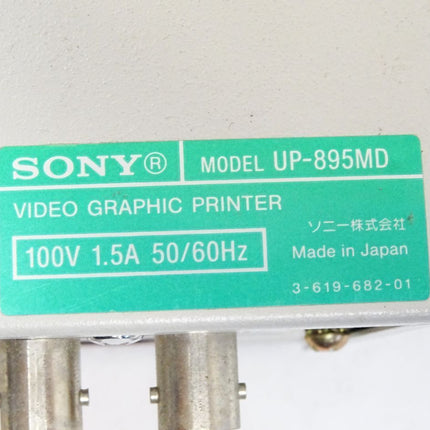 SONY® MODEL UP-895MD
VIDEO GRAPHIC PRINTER
ソニー株式会社
100V 1.5A 50/60Hz
Made in Japan
3-619-682-01